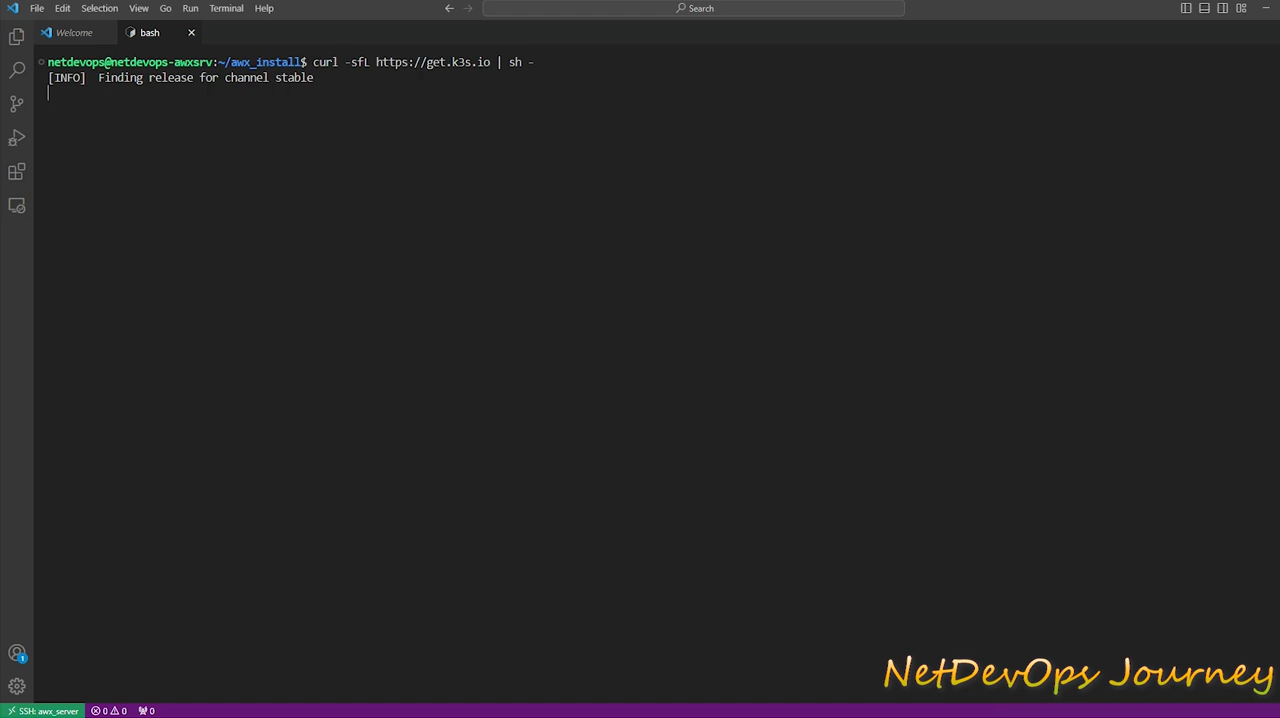 File Edit Selection View Go Run Terminal Help Search
Welcome bash
netdevops@netdevops-awxsrv:~/awx_install$ curl -sfL https://get.k3s.io | sh -
[INFO]  Finding release for channel stable
1
NetDevOps Journey
SSH: awx_server 0 0 0